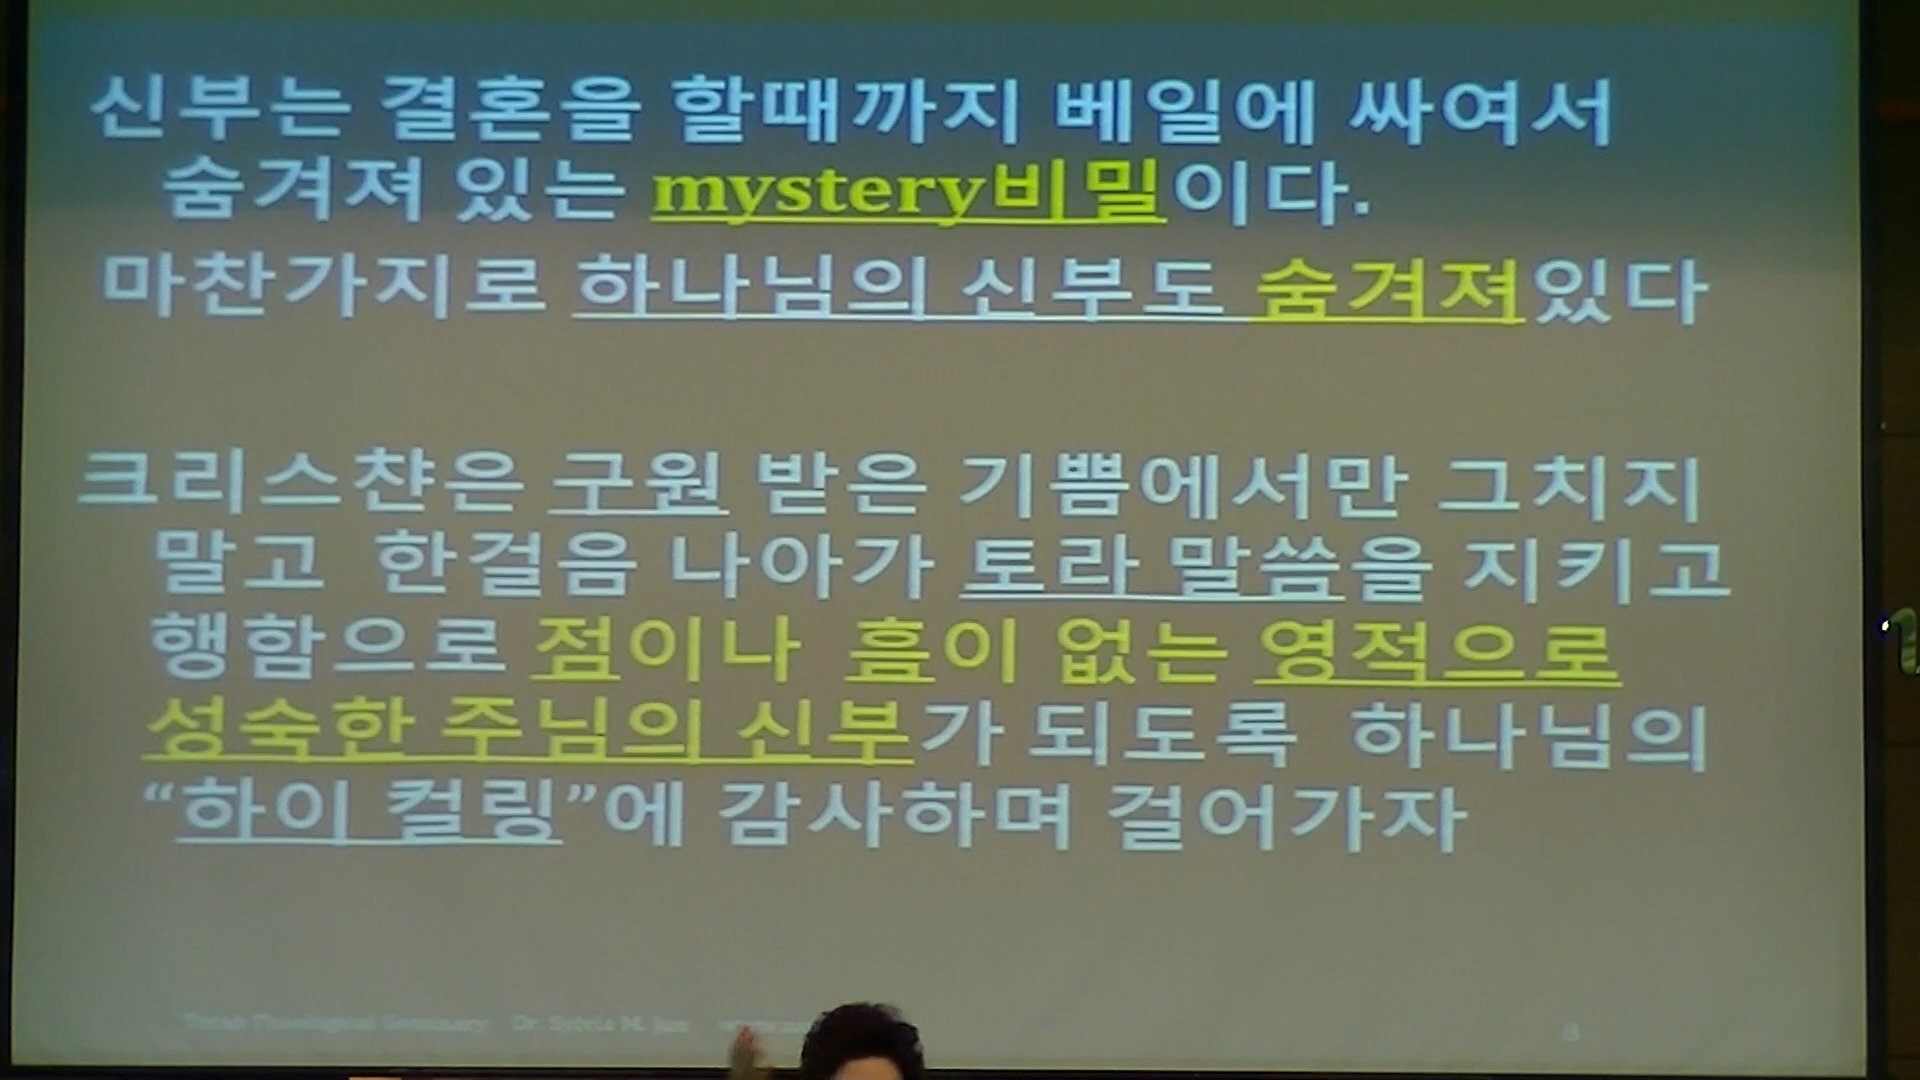 신부는 결혼을 할때까지 베일에 싸여서
숨겨져 있는 mystery비밀이다.
마찬가지로 하나님의 신부도 숨겨져있다
크리스챤은 구원 받은 기쁨에서만 그치지
말고 한걸음 나아가 토라 말씀을 지키고
행함으로 점이나 흠이 없는 영적으로
성숙한 주님의 신부가 되도록 하나님의
“하이 컬링”에 감사하며 걸어가자
Torah Theological Seminary Dr. Sylvia M. Jun